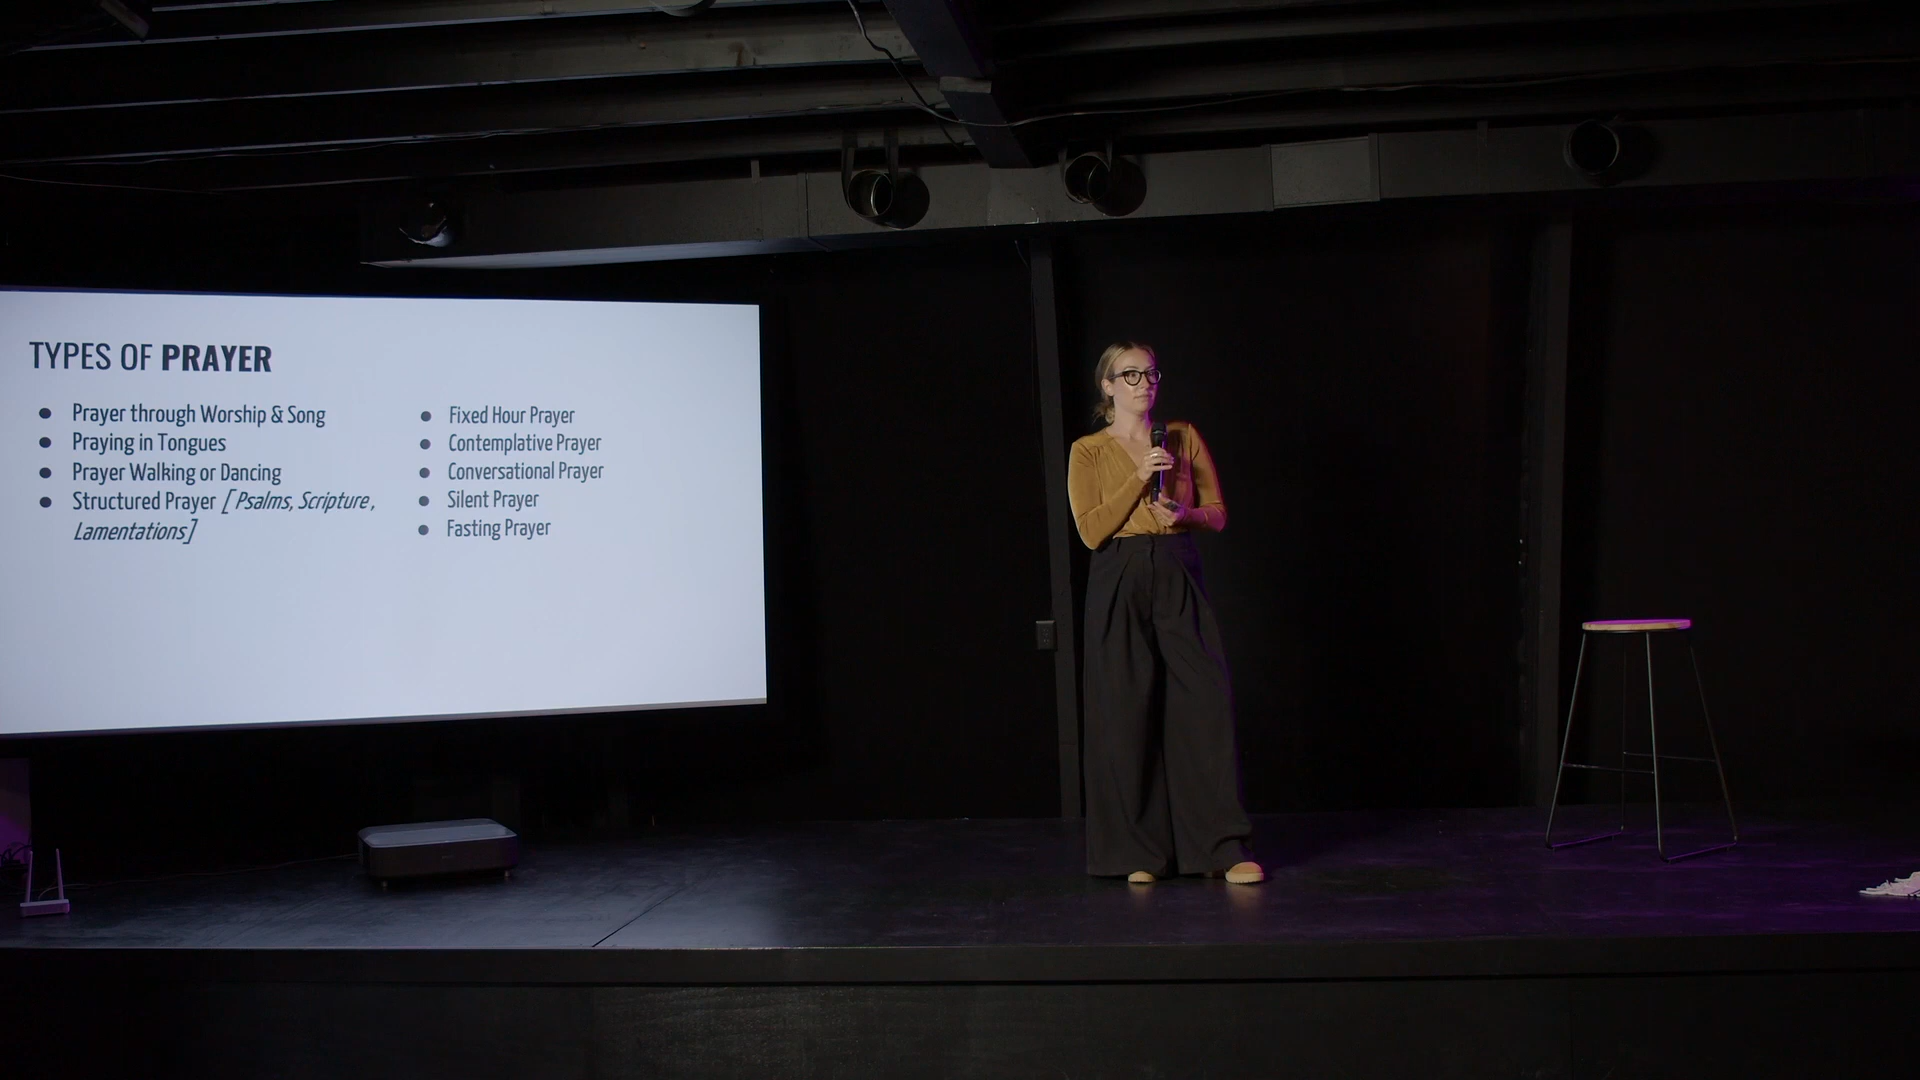 TYPES OF PRAYER
Prayer through Worship & Song
Praying in Tongues
Prayer Walking or Dancing
Structured Prayer [Psalms, Scripture,
Lamentations]
Fixed Hour Prayer
Contemplative Prayer
Conversational Prayer
Silent Prayer
Fasting Prayer